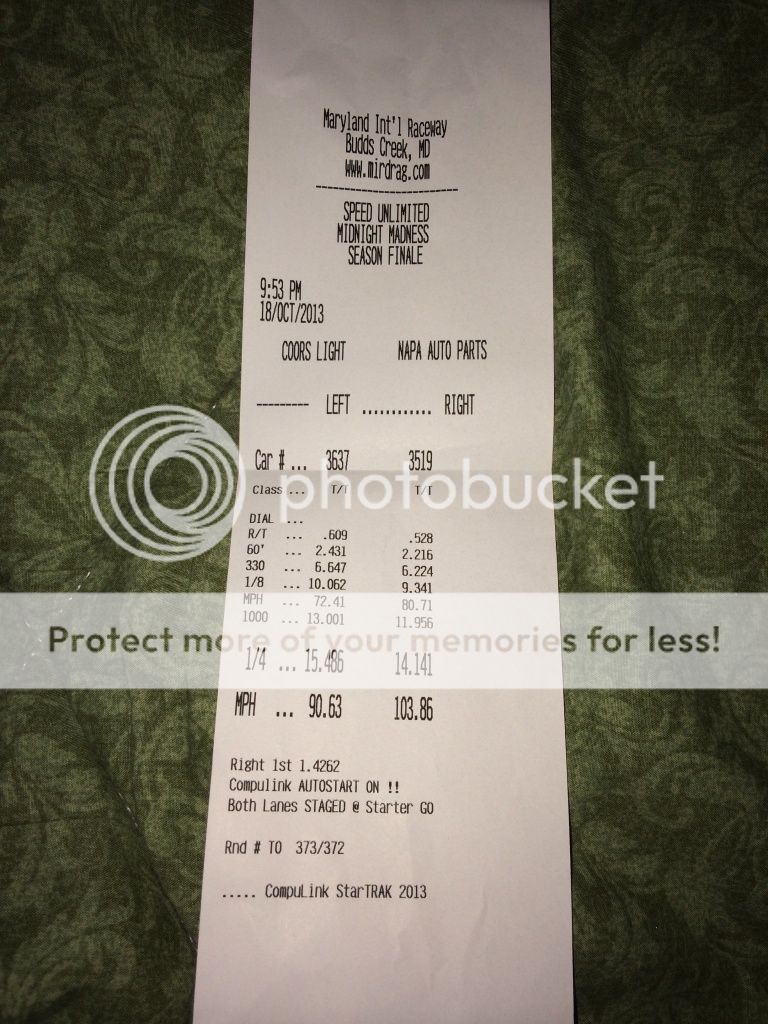 Maryland Int'l Raceway
Budds Creek, MD
www.mirdrag.com
----------------------------
SPEED UNLIMITED
MIDNIGHT MADNESS
SEASON FINALE
9:53 PM
18/OCT/2013
COORS LIGHT NAPA AUTO PARTS
--------- LEFT ............ RIGHT
Car # ... 3637 3519
Class ... T/T T/T
photobucket
DIAL ...
R/T ... .609 .528
60' ... 2.431 2.216
330 ... 6.647 6.224
1/8 ... 10.062 9.341
MPH ... 72.41 80.71
1000 ... 13.001 11.956
Protect more of your memories for less!
1/4 ... 15.486 14.141
MPH ... 90.63 103.86
Right 1st 1.4262
Compulink AUTOSTART ON !!
Both Lanes STAGED @ Starter GO
Rnd # TO 373/372
..... CompuLink StarTRAK 2013